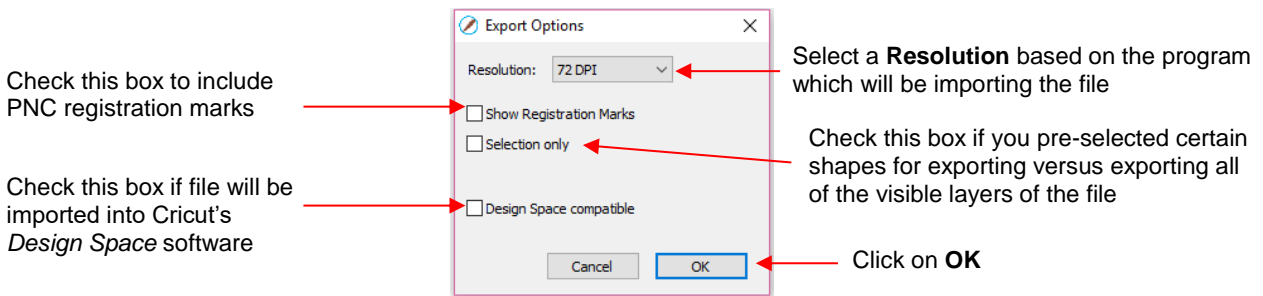 Export Options
Resolution: 72 DPI
Show Registration Marks
Selection only
Design Space compatible
Cancel OK
Check this box to include
PNC registration marks
Check this box if file will be
imported into Cricut's
Design Space software
Select a Resolution based on the program
which will be importing the file
Check this box if you pre-selected certain
shapes for exporting versus exporting all
of the visible layers of the file
Click on OK